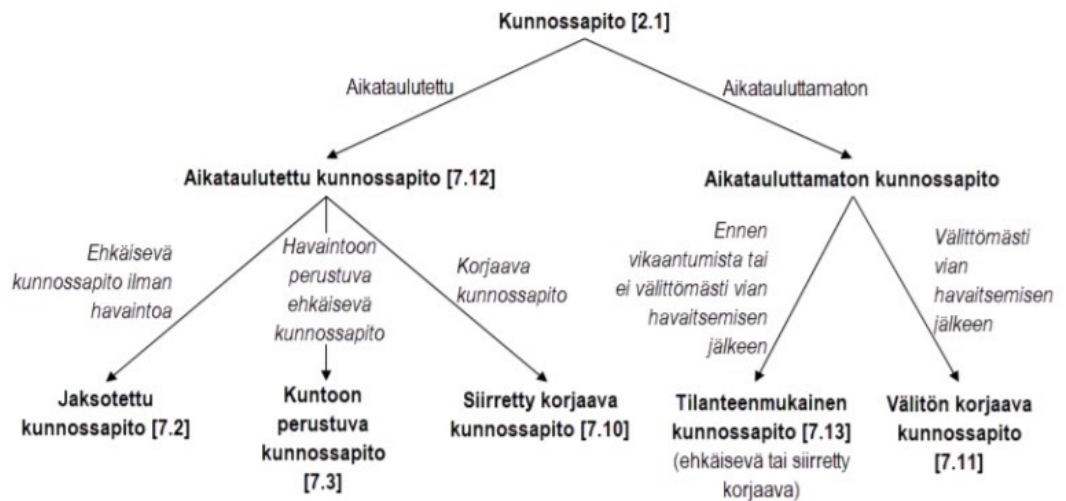 Kunnossapito [2.1]
Aikataulutettu
Aikatauluttamaton
Aikataulutettu kunnossapito [7.12]
Aikatauluttamaton kunnossapito
Ehkäisevä
kunnossapito ilman
havaintoa
Havaintoon
perustuva
ehkäisevä
kunnossapito
Korjaava
kunnossapito
Ennen
vikaantumista tai
ei välittömästi vian
havaitsemisen
jälkeen
Välittömästi
vian
havaitsemisen
jälkeen
Jaksotettu
kunnossapito [7.2]
Kuntoon
perustuva
kunnossapito
[7.3]
Siirretty korjaava
kunnossapito [7.10]
Tilanteenmukainen
kunnossapito [7.13]
(ehkäisevä tai siirretty
korjaava)
Välitön korjaava
kunnossapito
[7.11]